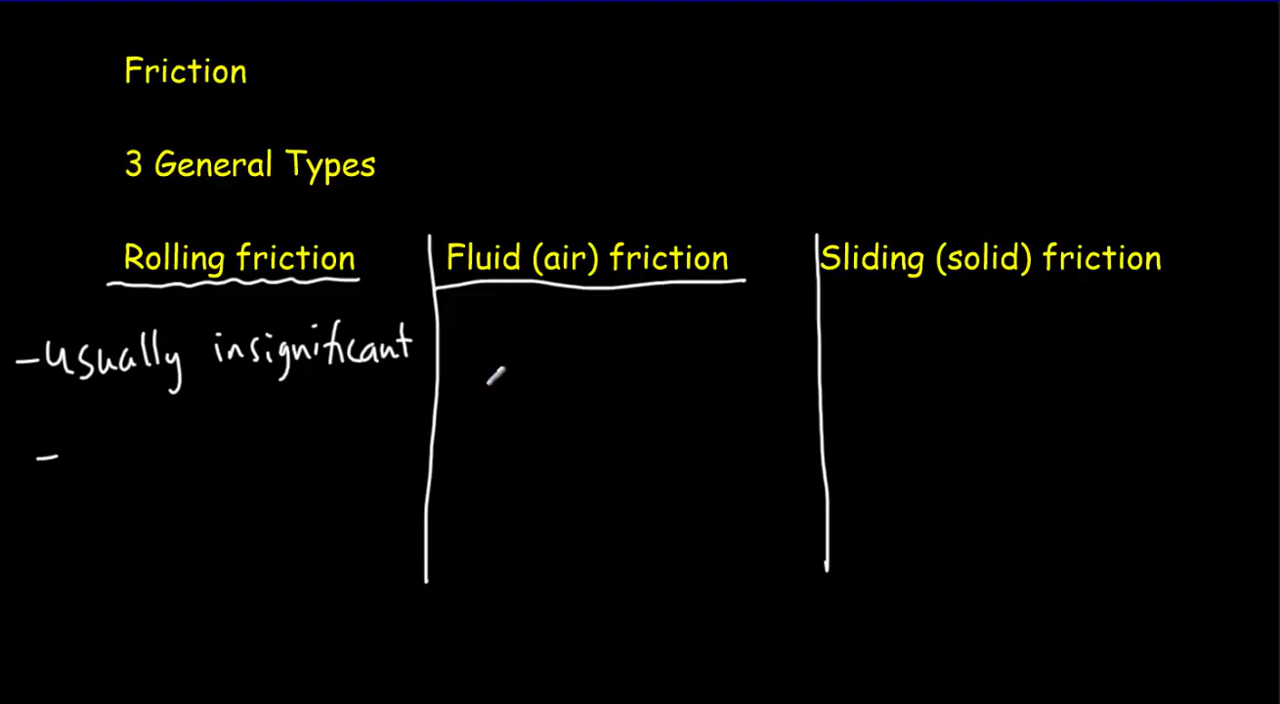 Friction
3 General Types
Rolling friction
Fluid (air) friction
Sliding (solid) friction
-usually insignificant
-